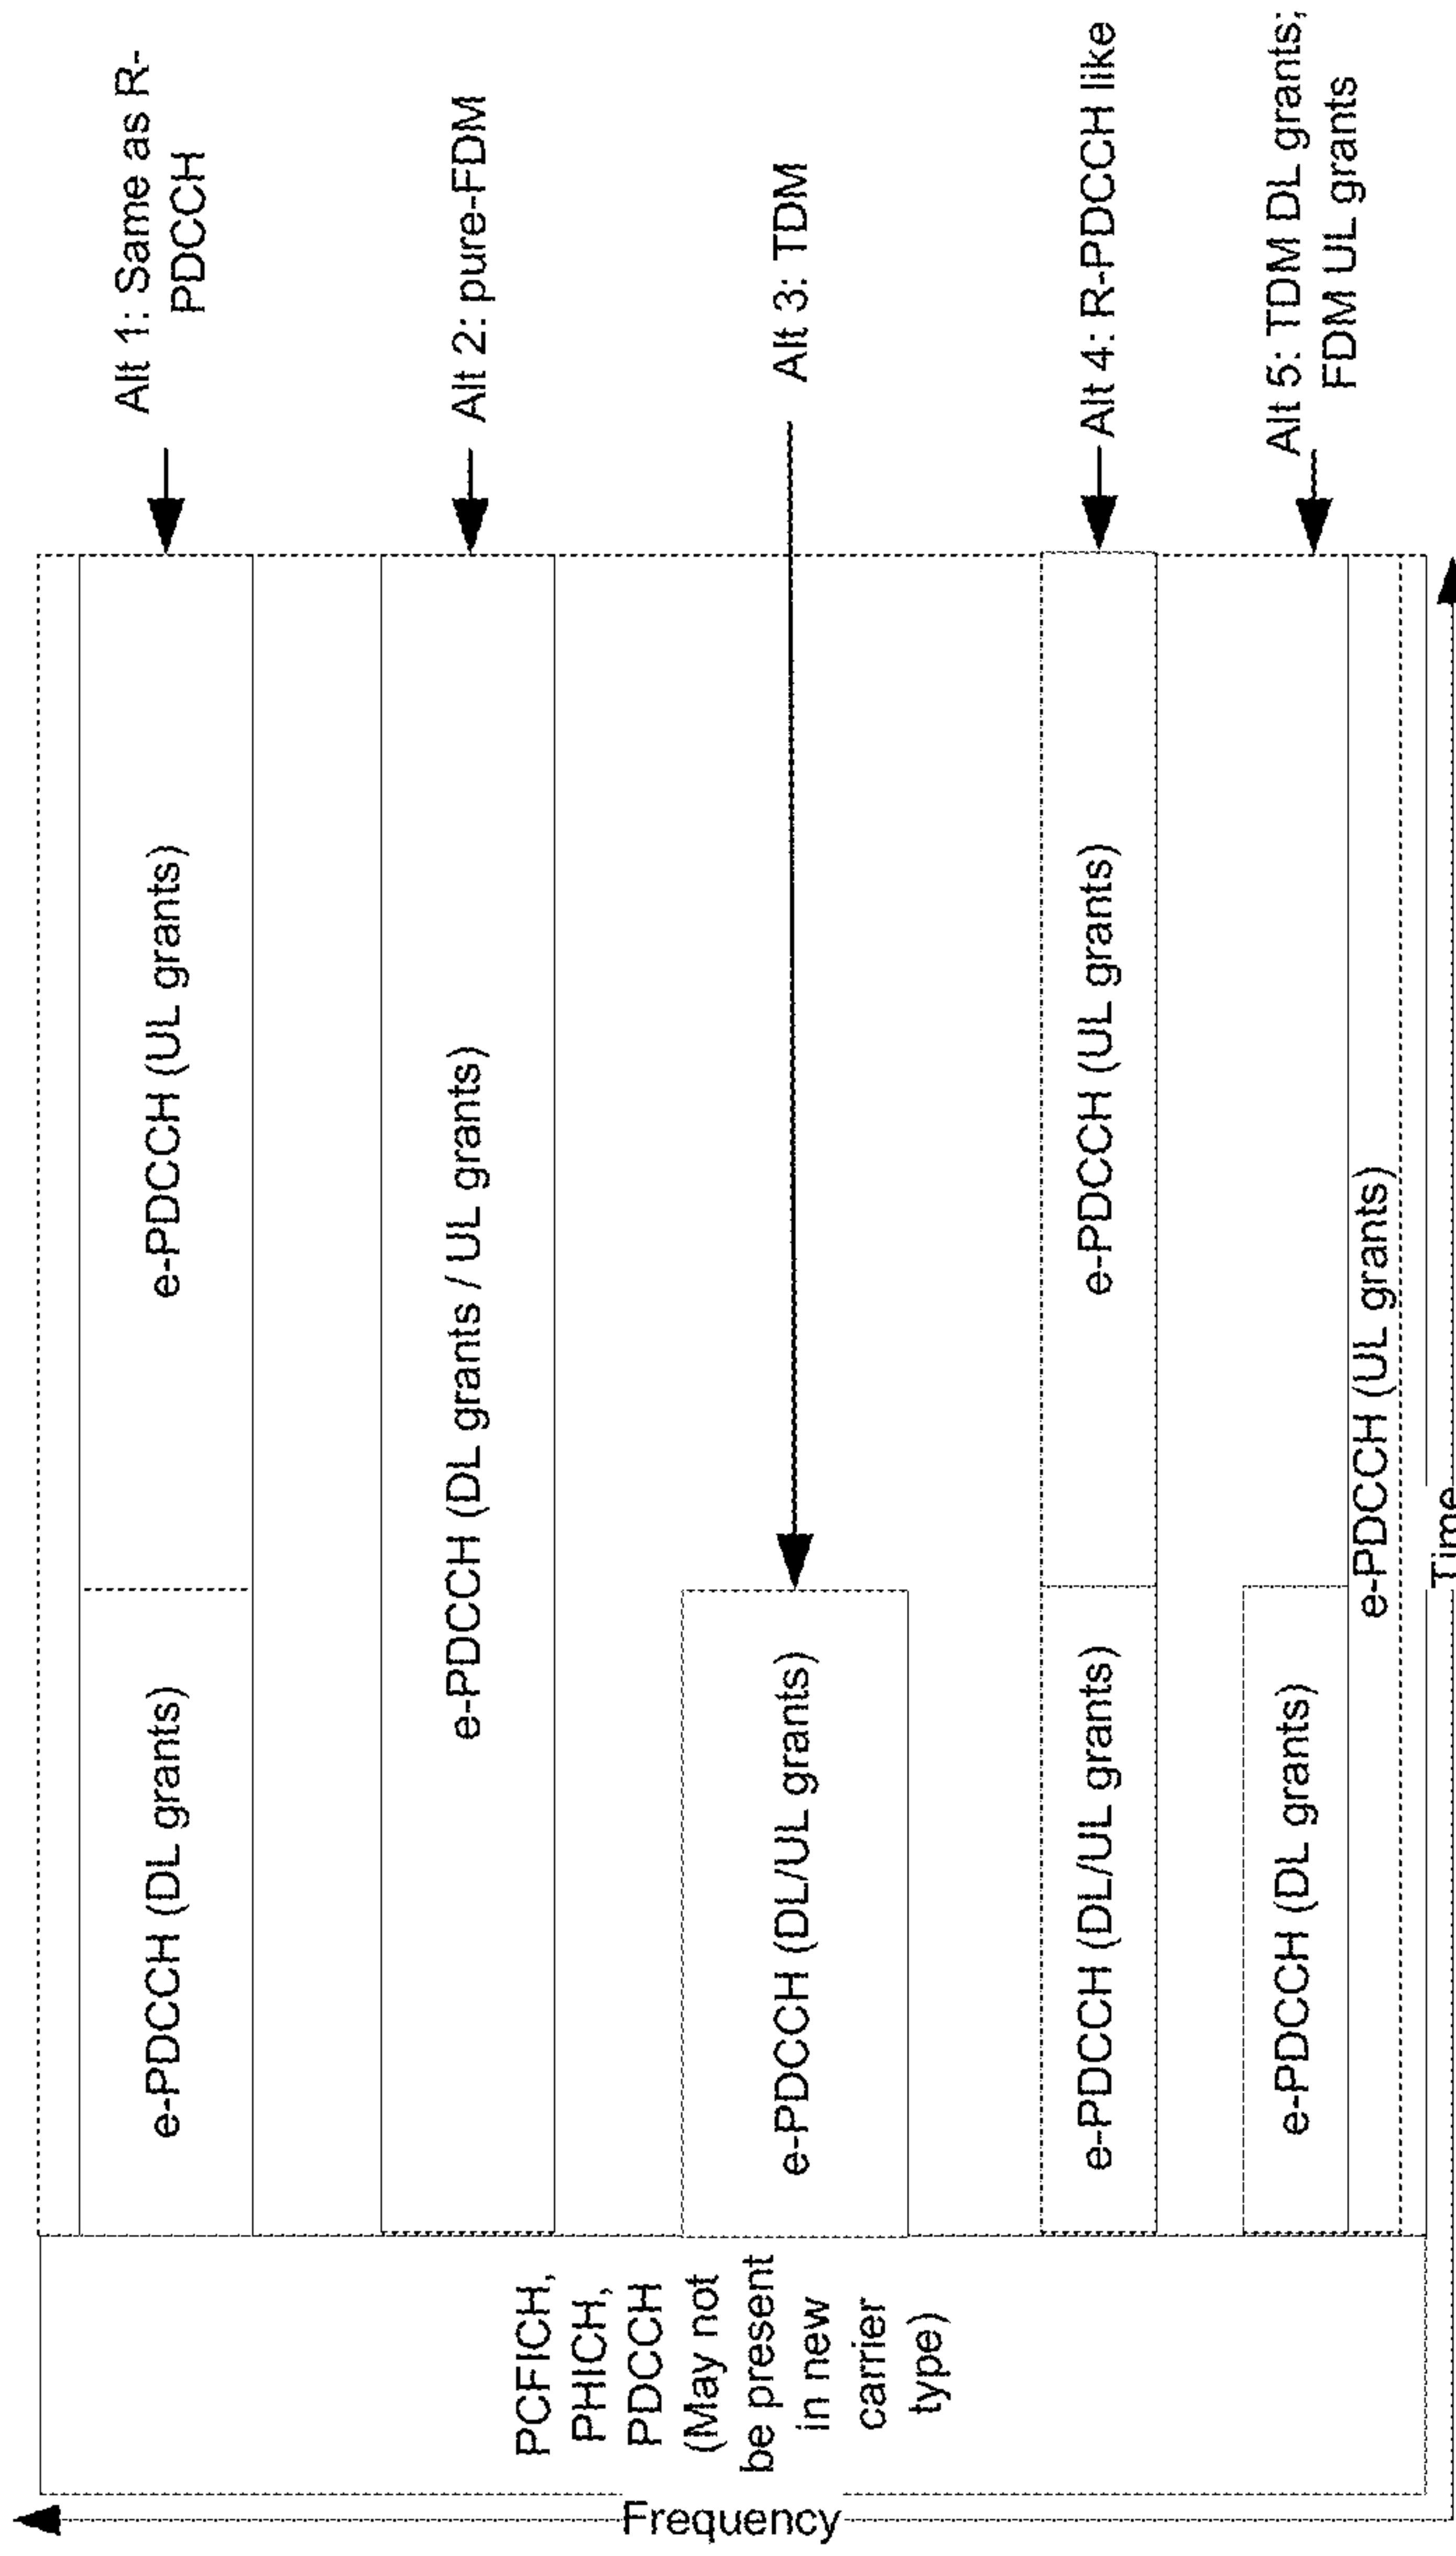 PCFICH,
PHICH,
PDCCH
(May not
be present
in new
carrier
type)
e-PDCCH (DL grants)
e-PDCCH (UL grants)
Alt 1: Same as R-
PDCCH
e-PDCCH (DL grants / UL grants)
Alt 2: pure-FDM
e-PDCCH (DL/UL grants)
Alt 3: TDM
e-PDCCH (DL/UL grants)
e-PDCCH (UL grants)
Alt 4: R-PDCCH like
e-PDCCH (DL grants)
e-PDCCH (UL grants)
Alt 5: TDM DL grants;
FDM UL grants
Frequency
Time